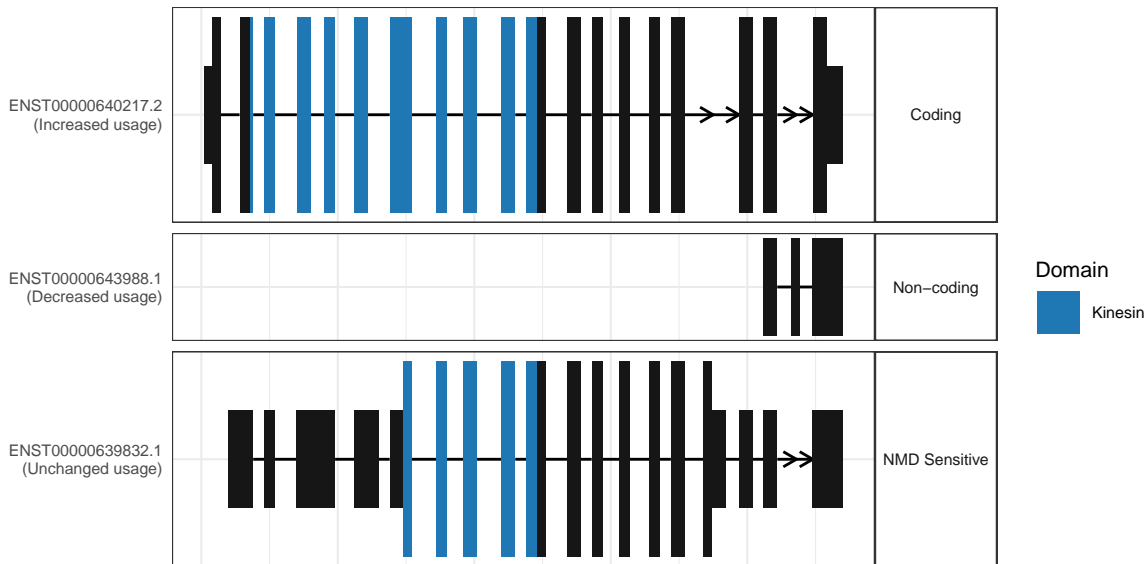 ENST00000640217.2
(Increased usage)
Coding
ENST00000643988.1
(Decreased usage)
Non−coding
Domain
Kinesin
ENST00000639832.1
(Unchanged usage)
NMD Sensitive